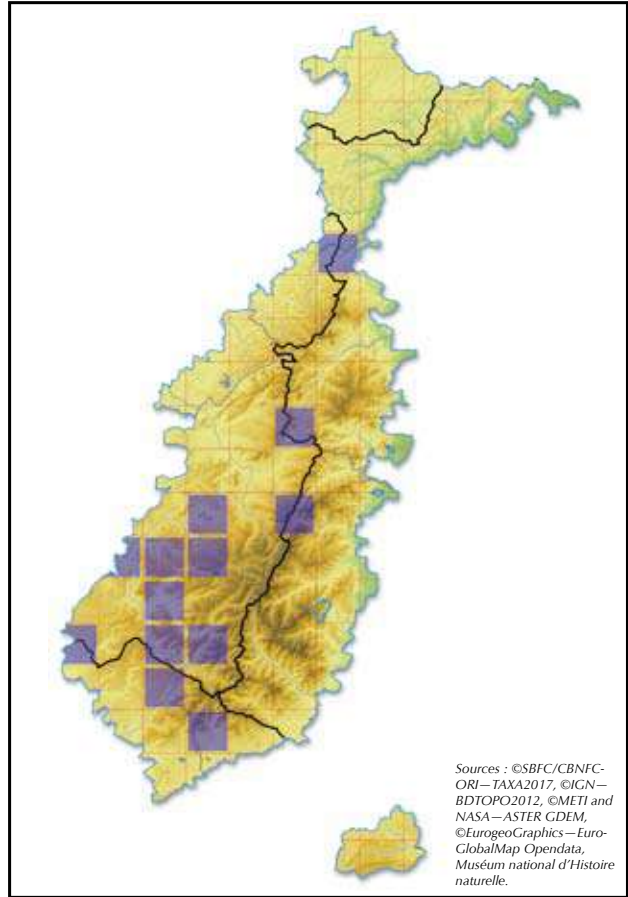 Sources : ©SBFC/CBNFC-
ORI—TAXA2017, ©IGN—
BDTOPO2012, ©METI and
NASA—ASTER GDEM,
©EurogeoGraphics—Euro-
GlobalMap Opendata,
Muséum national d'Histoire
naturelle.